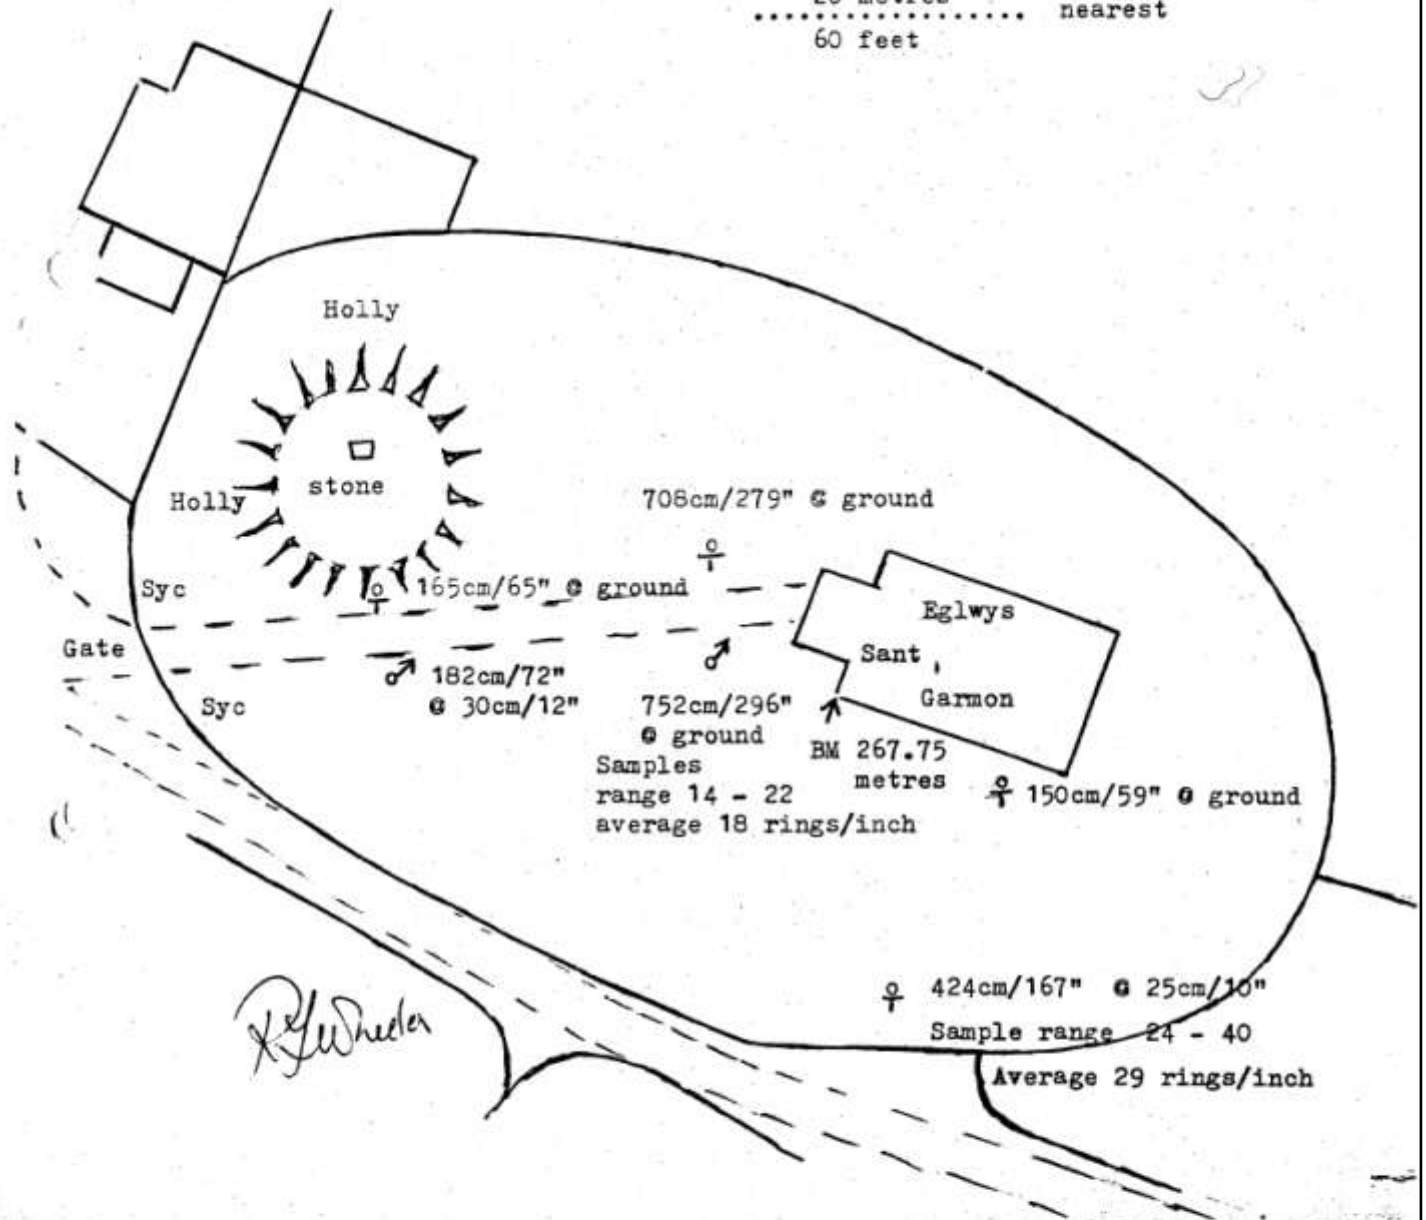 20 metres
nearest
60 feet
Holly
Holly
stone
708cm/279" @ ground
Syc
165cm/65" @ ground
Eglwys
Gate
Sant
182cm/72"
@ 30cm/12"
Syc
752cm/296"
@ ground
Garmon
BM 267.75
metres
Samples
range 14 - 22
average 18 rings/inch
150cm/59" @ ground
424cm/167" @ 25cm/10"
Sample range 24 - 40
Average 29 rings/inch